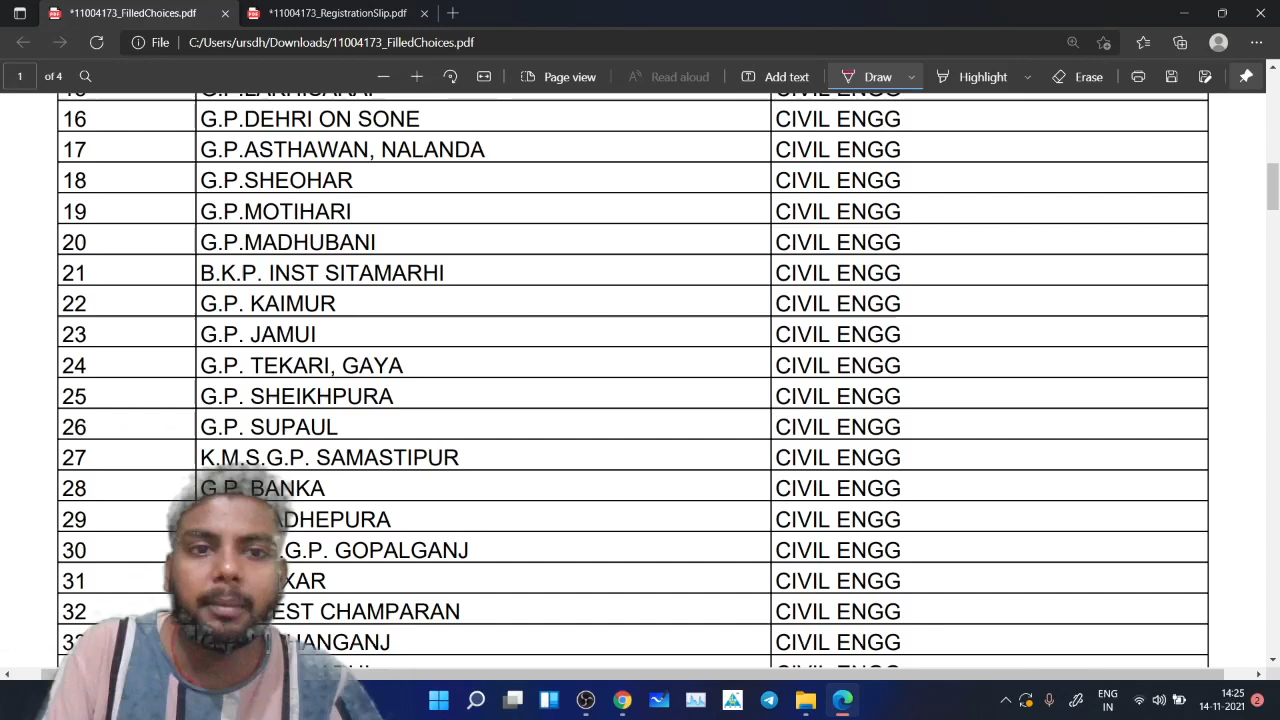 *11004173_FilledChoices.pdf
*11004173_RegistrationSlip.pdf
File C:/Users/ursdh/Downloads/11004173_FilledChoices.pdf
1 of 4 Page view Read aloud Add text Draw Highlight Erase
16 G.P.DEHRI ON SONE CIVIL ENGG
17 G.P.ASTHAWAN, NALANDA CIVIL ENGG
18 G.P.SHEOHAR CIVIL ENGG
19 G.P.MOTIHARI CIVIL ENGG
20 G.P.MADHUBANI CIVIL ENGG
21 B.K.P. INST SITAMARHI CIVIL ENGG
22 G.P. KAIMUR CIVIL ENGG
23 G.P. JAMUI CIVIL ENGG
24 G.P. TEKARI, GAYA CIVIL ENGG
25 G.P. SHEIKHPURA CIVIL ENGG
26 G.P. SUPAUL CIVIL ENGG
27 K.M.S.G.P. SAMASTIPUR CIVIL ENGG
28 G.P. BANKA CIVIL ENGG
29 CIVIL ENGG
30 .G.P. GOPALGANJ CIVIL ENGG
31 CIVIL ENGG
32 CHAMPARAN CIVIL ENGG
CIVIL ENGG
ENG
IN
14:25
14-11-2021
2